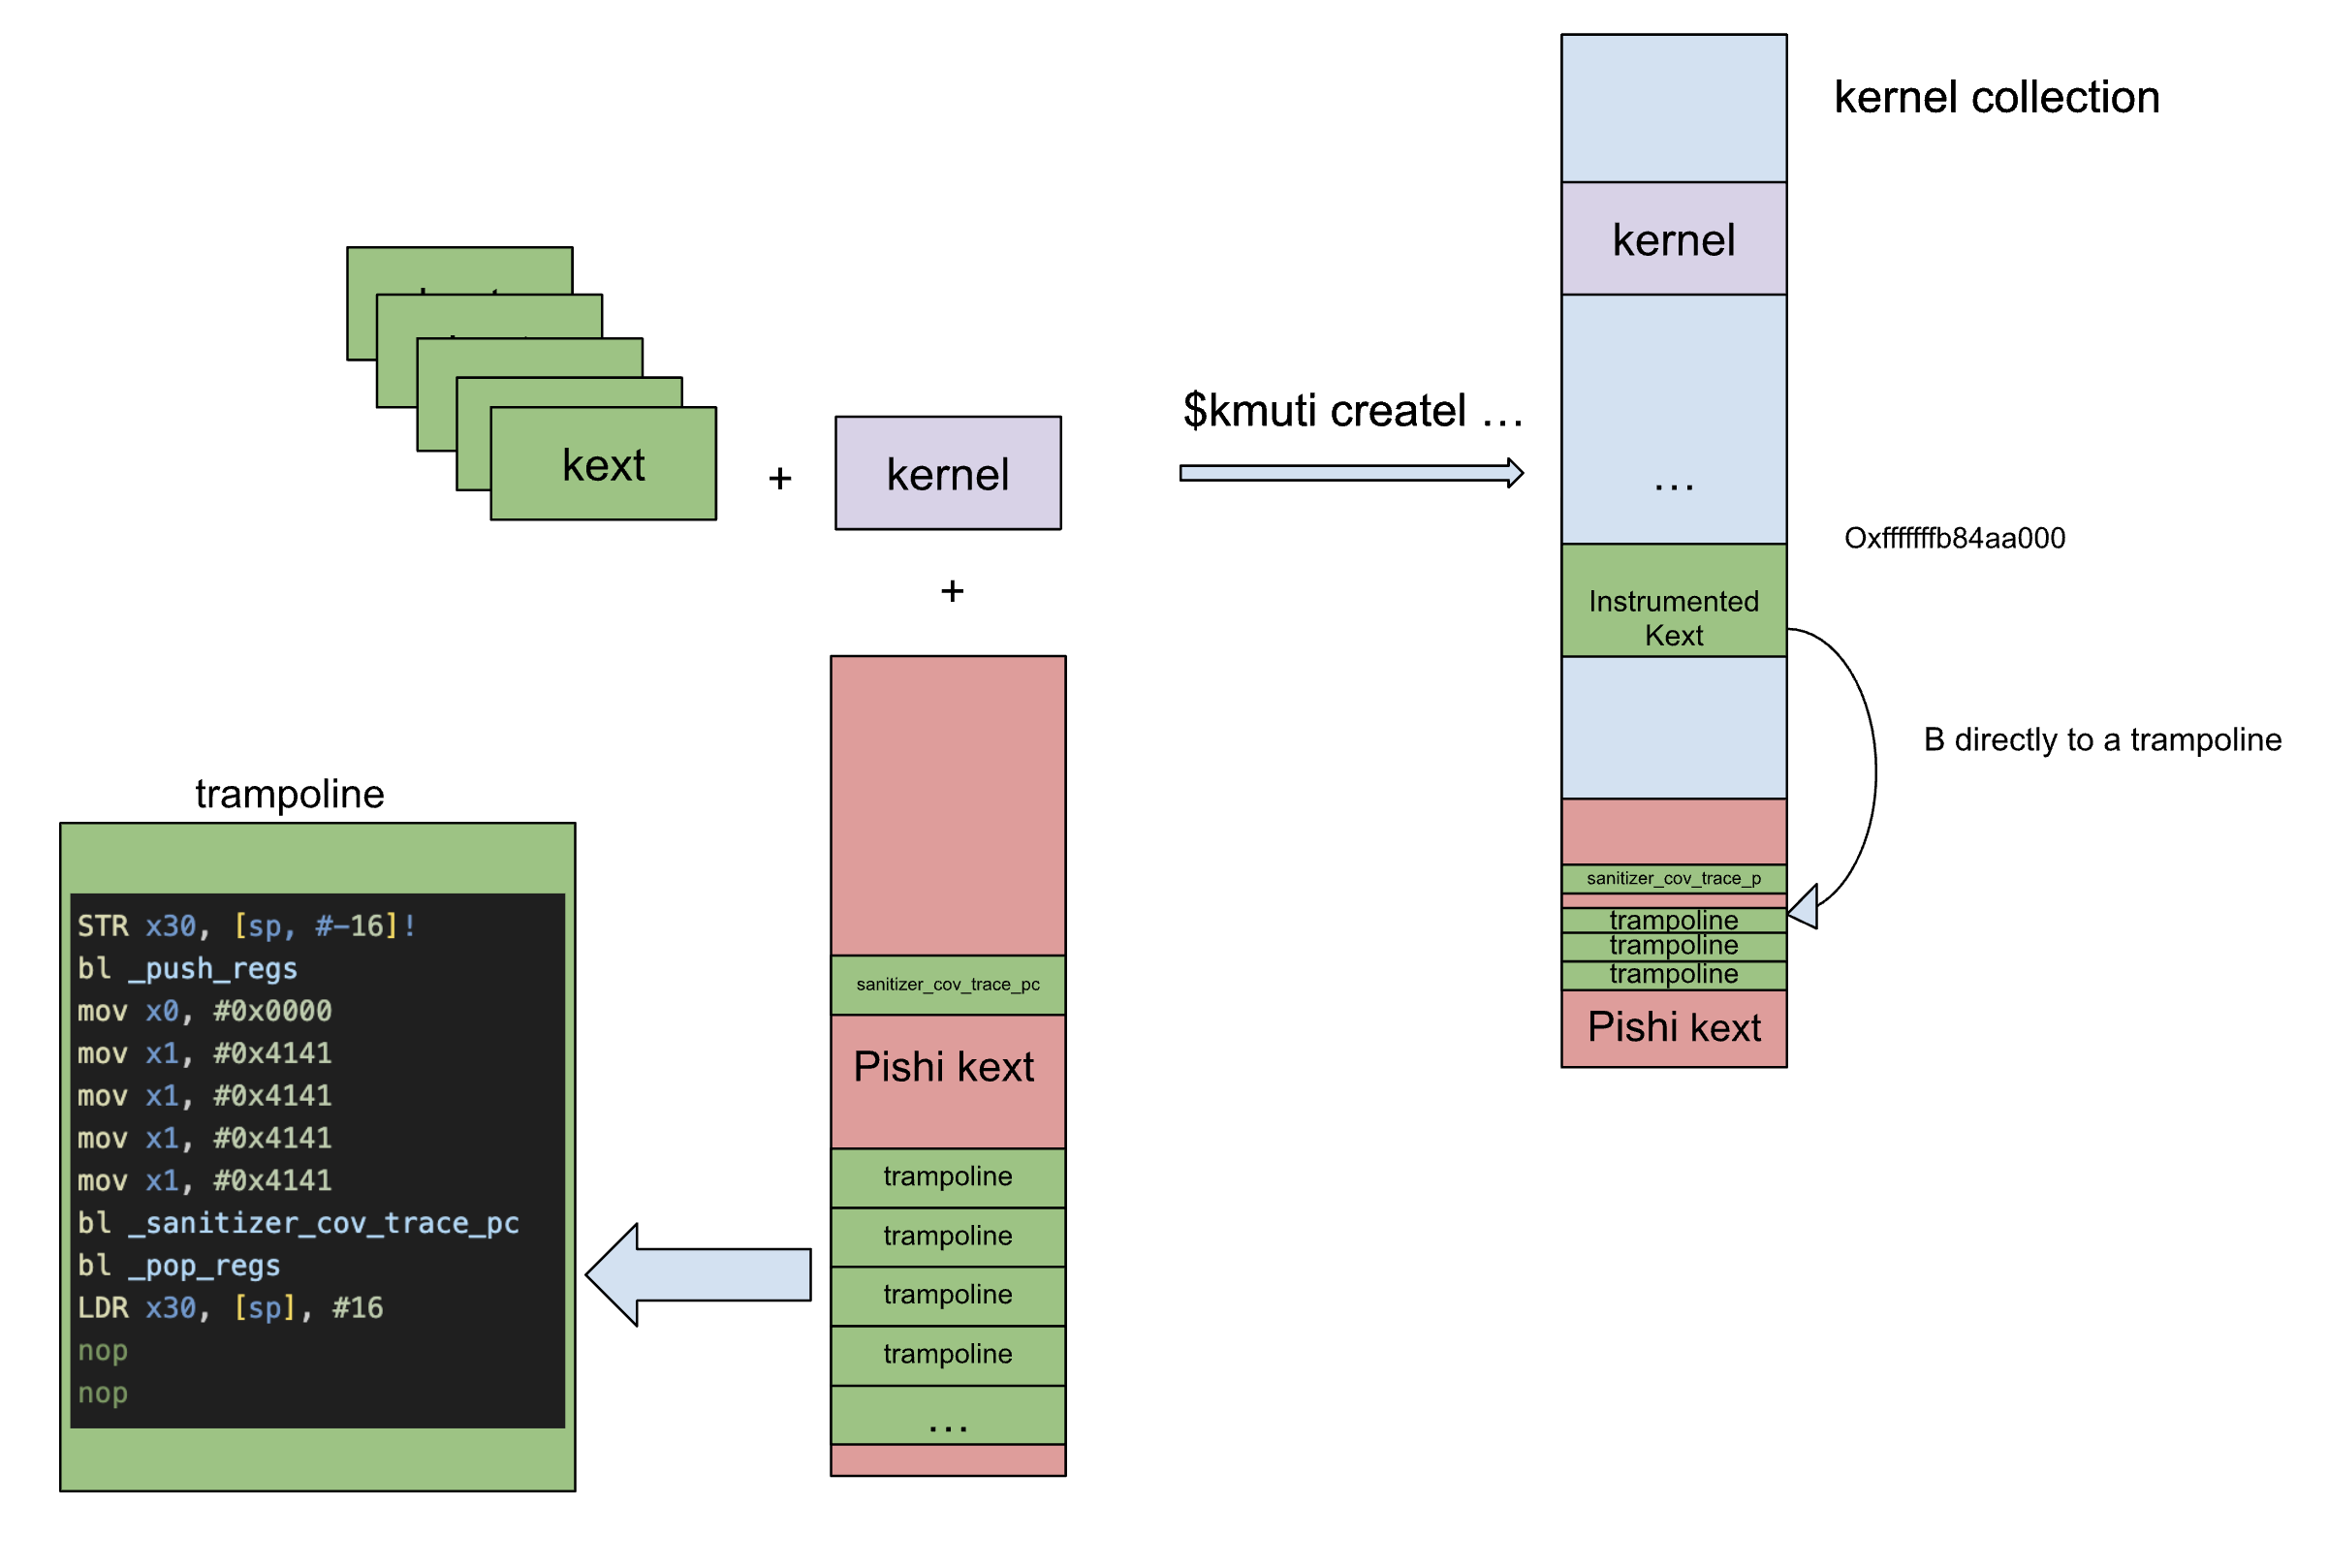 kernel collection
kernel
kext
+
kernel
$kmuti createl …
…
0xfffffffb84aa000
+
Instrumented
Kext
B directly to a trampoline
trampoline
STR x30, [sp, #-16]!
bl _push_regs
mov x0, #0x0000
mov x1, #0x4141
mov x1, #0x4141
mov x1, #0x4141
mov x1, #0x4141
bl _sanitizer_cov_trace_pc
bl _pop_regs
LDR x30, [sp], #16
nop
nop
sanitizer_cov_trace_pc
Pishi kext
trampoline
trampoline
trampoline
trampoline
…
sanitizer_cov_trace_p
trampoline
trampoline
trampoline
Pishi kext